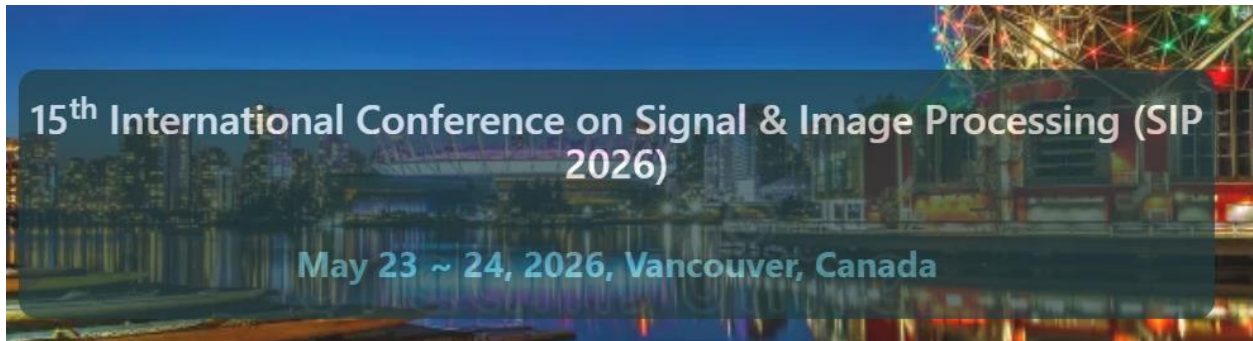 15th International Conference on Signal & Image Processing (SIP
2026)
May 23 ~ 24, 2026, Vancouver, Canada